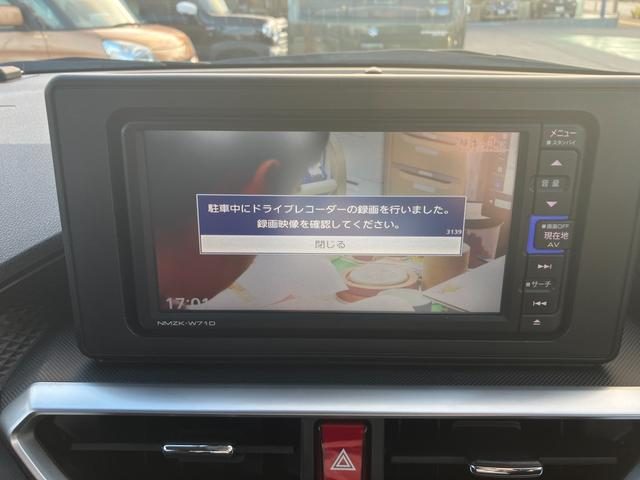 駐車中にドライブレコーダーの録画を行いました。
録画映像を確認してください。
3139
閉じる
17:01
NMZK-W71D
メニュー
■スタンバイ
音量
■画面OFF
現在地
AV
■サーチ